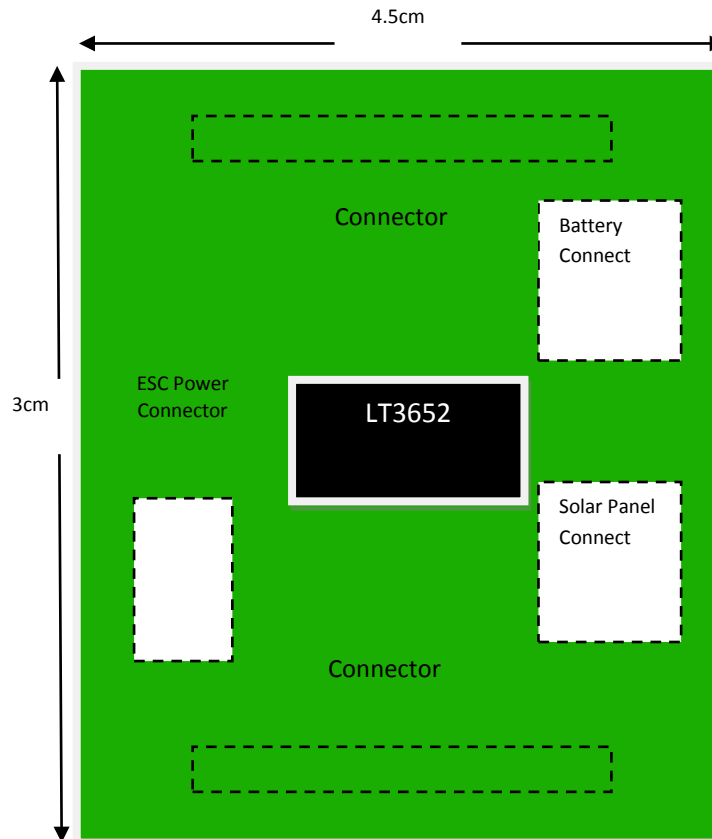 4.5cm
Connector
Battery
Connect
ESC Power
Connector
3cm
LT3652
Solar Panel
Connect
Connector